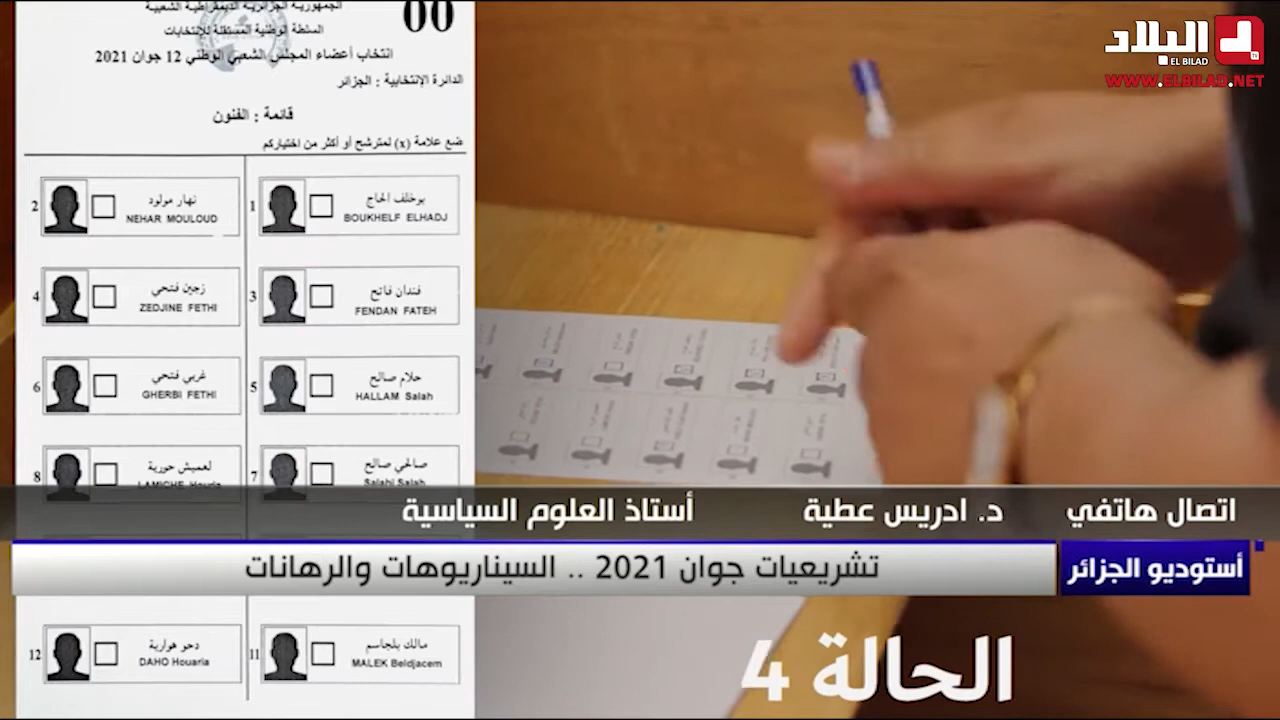 البلاد
EL BILAD
TV
WWW.ELBILAD.NET
00
الجمهورية الجزائرية الديمقراطية الشعبية
السلطة الوطنية المستقلة للإنتخابات
انتخاب أعضاء المجلس الشعبي الوطني 12 جوان 2021
الدائرة الإنتخابية : الجزائر
قائمة : الفنون
ضع علامة (x) لمترشح أو أكثر من اختياركم
1
بوخلف الحاج
BOUKHELF ELHADJ
2
نهار مولود
NEHAR MOULOUD
3
فندان فاتح
FENDAN FATEH
4
زجين فتحي
ZEDJINE FETHI
5
حلام صالح
HALLAM Salah
6
غربي فتحي
GHERBI FETHI
7
صالحي صالح
Salahi Salah
8
لعميش حورية
LAMICHE Houria
اتصال هاتفي د. ادريس عطية أستاذ العلوم السياسية
أستوديو الجزائر
تشريعيات جوان 2021 .. السيناريوهات والرهانات
11
مالك بلجاسم
MALEK Beldjacem
12
دحو هوارية
DAHO Houaria
الحالة 4